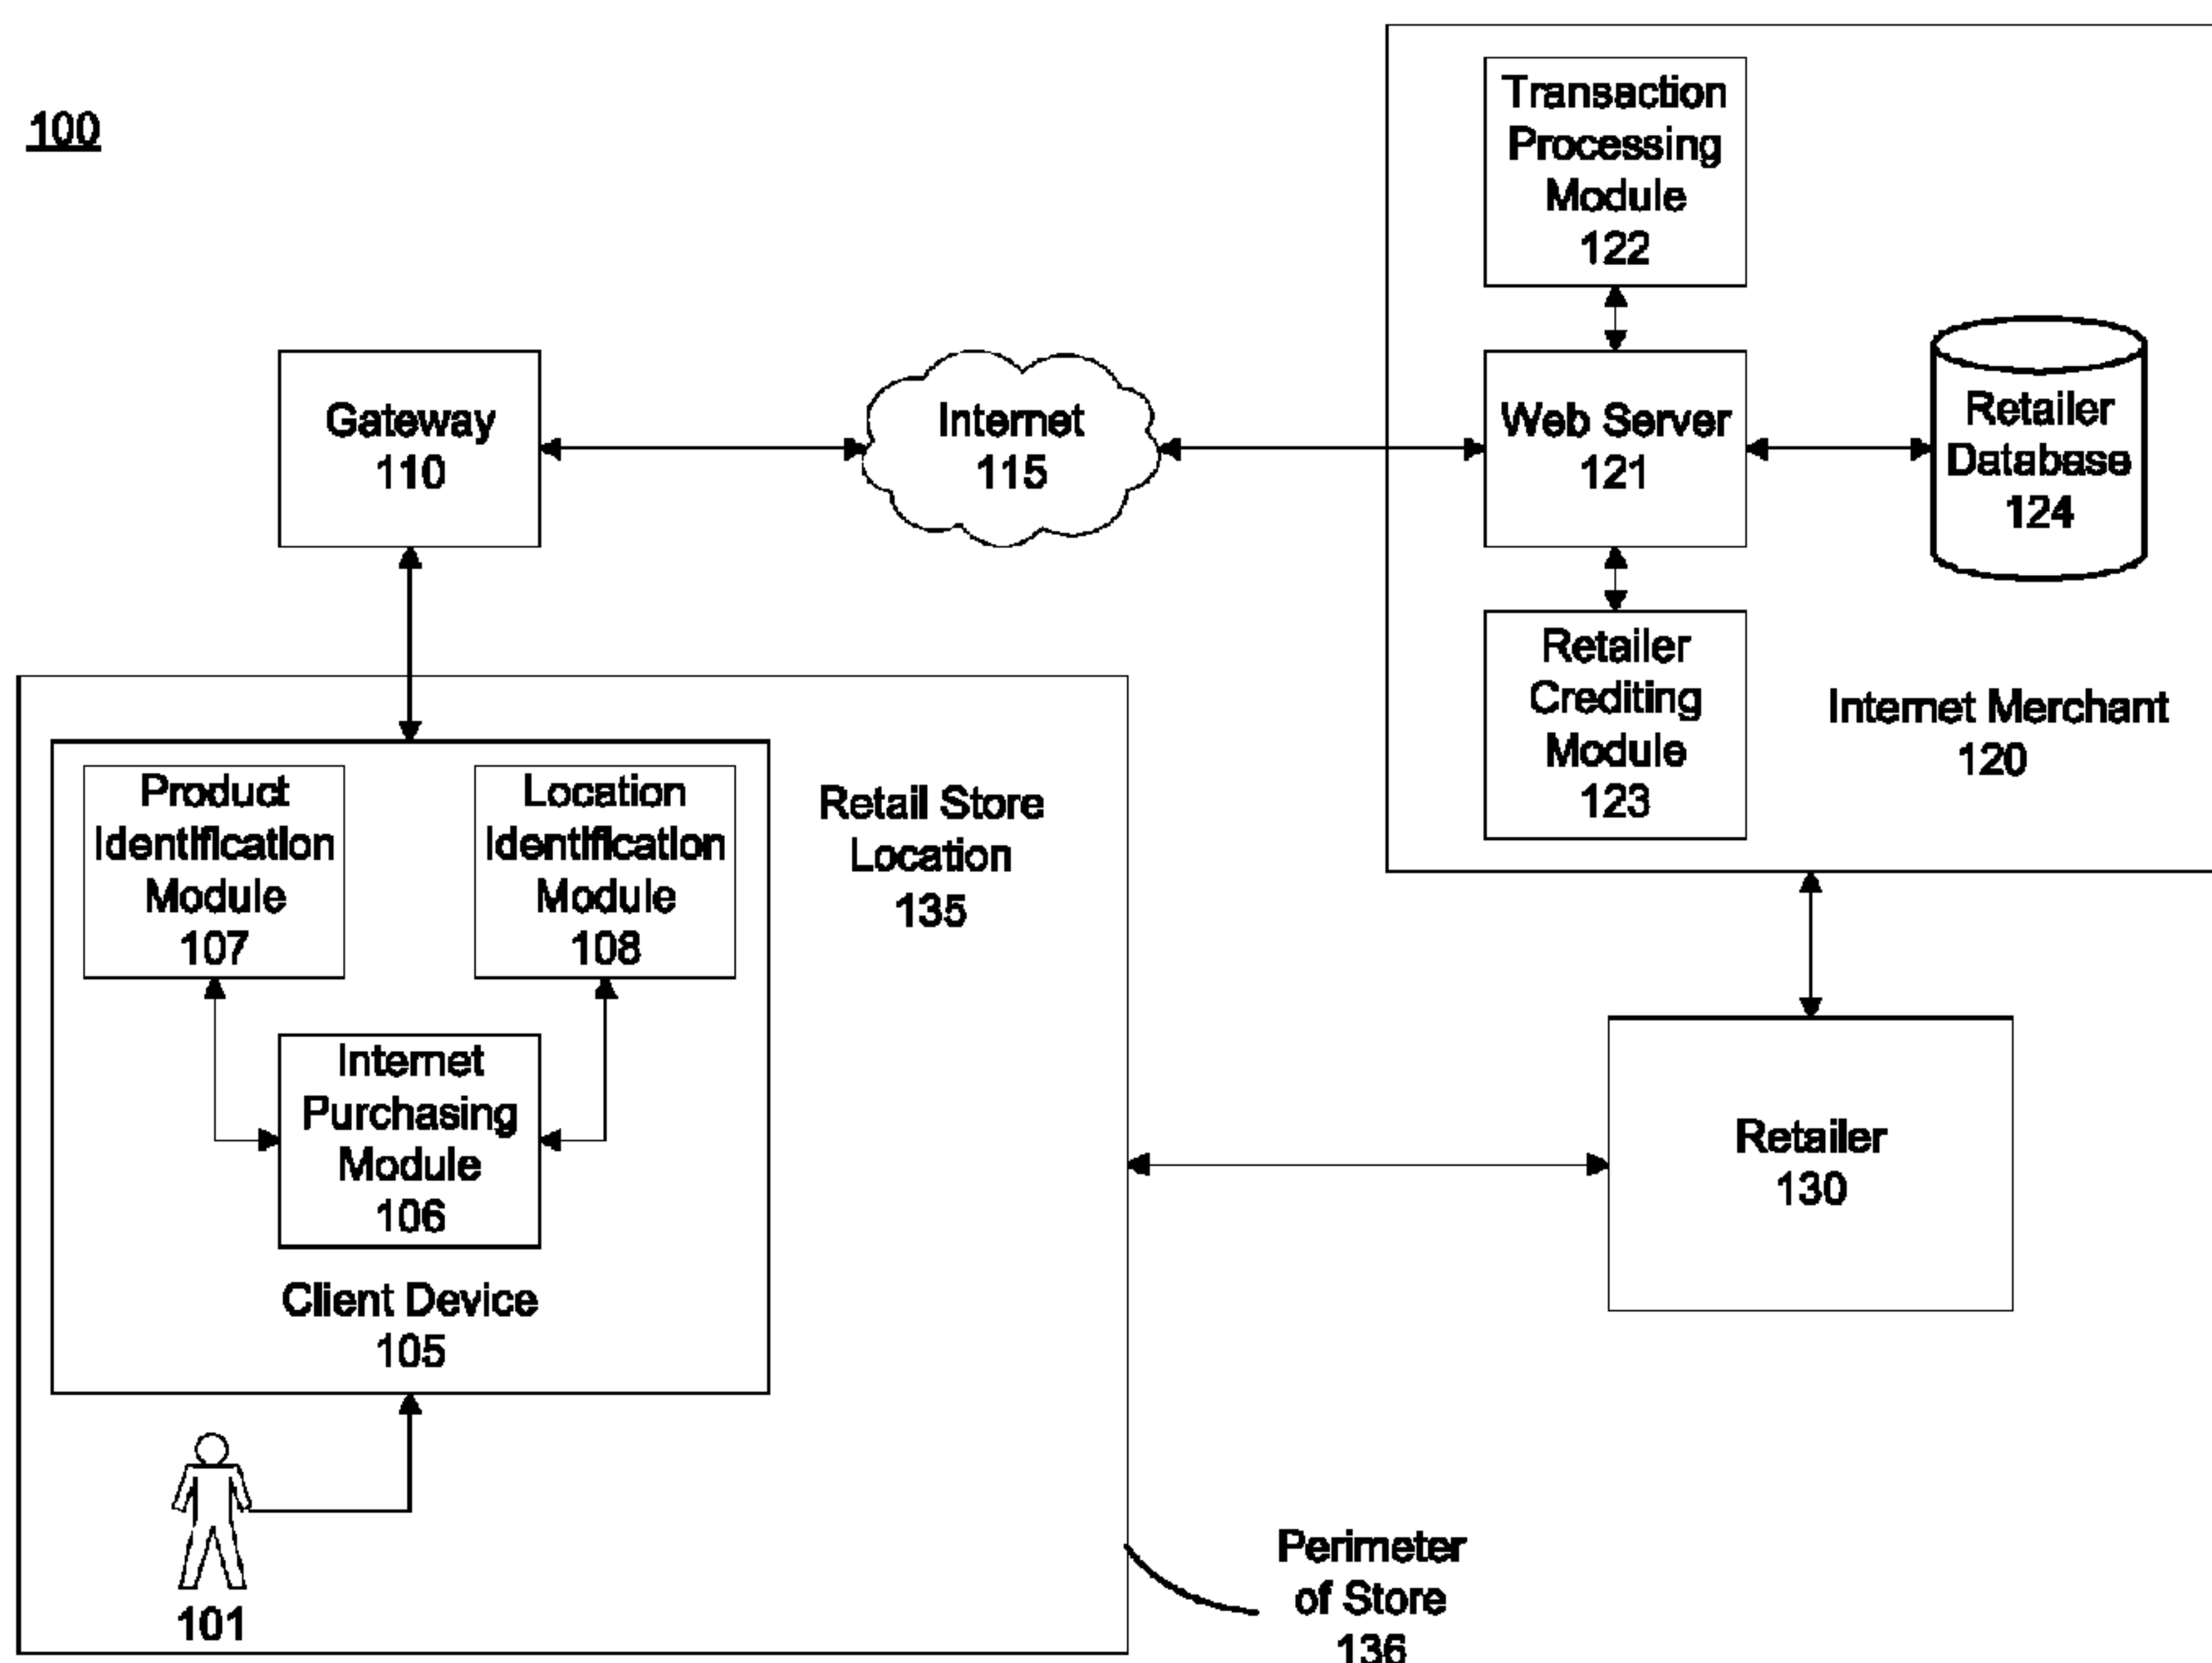 100
Transaction
Processing
Module
122
Gateway
110
Internet
115
Web Server
121
Retailer
Database
124
Retailer
Crediting
Module
123
Internet Merchant
120
Product
Identification
Module
107
Location
Identification
Module
108
Retail Store
Location
135
Internet
Purchasing
Module
106
Client Device
105
Retailer
130
101
Perimeter
of Store
136